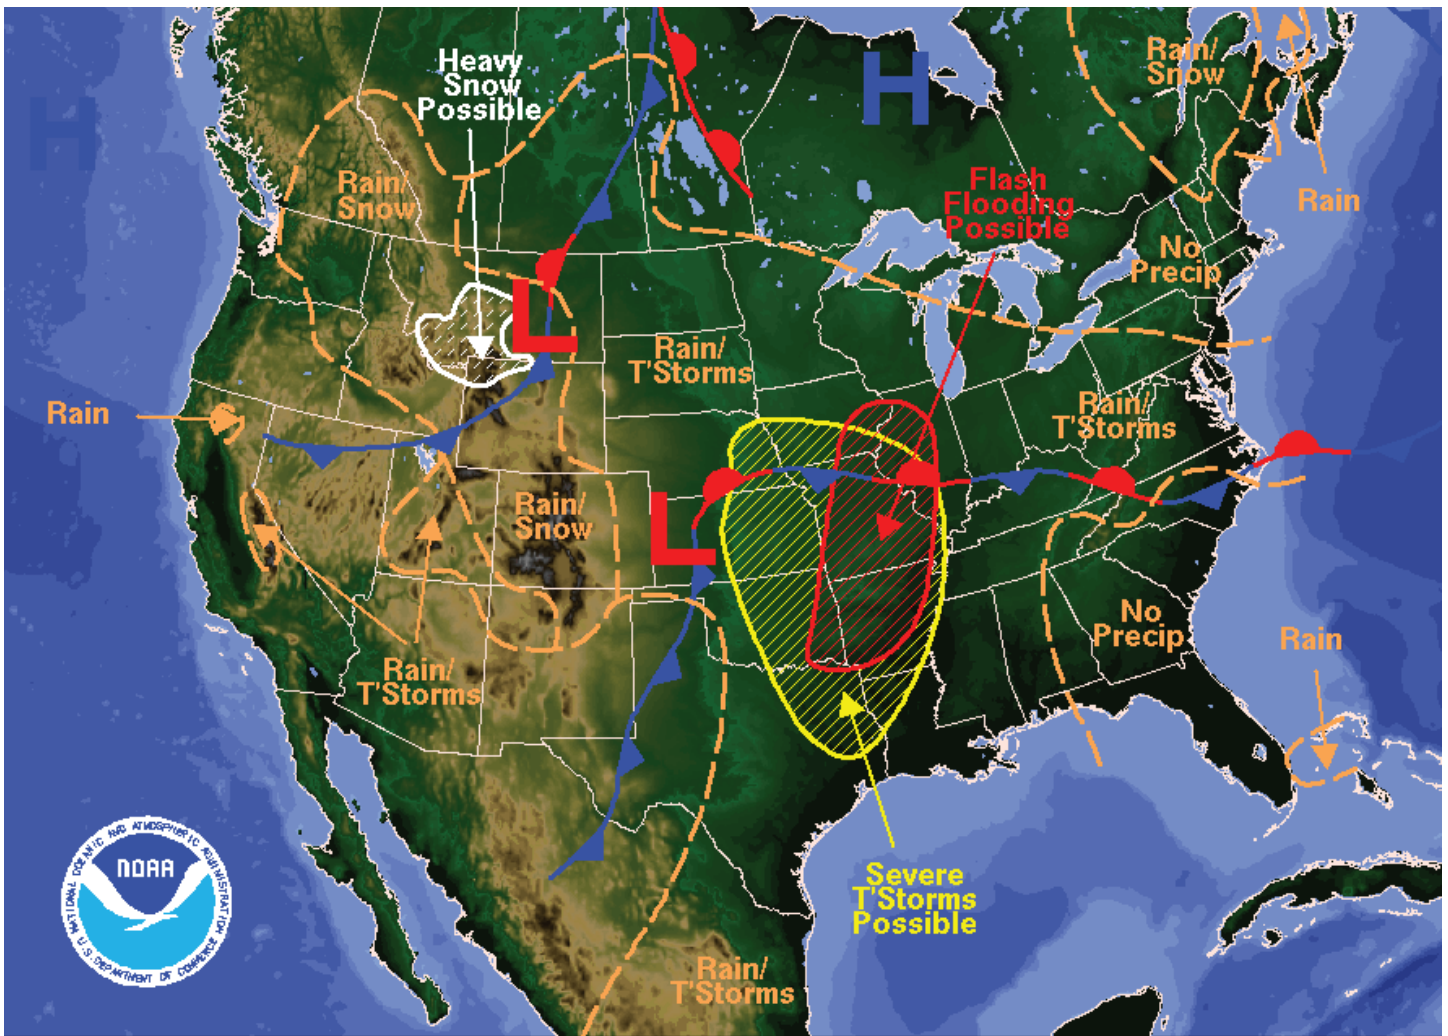 Heavy
Snow
Possible
H
H
Rain/
Snow
Rain
Rain/
Snow
Flash
Flooding
Possible
No
Precip
L
Rain/
T'Storms
Rain
Rain/
T'Storms
Rain/
Snow
L
No
Precip
Rain
Rain/
T'Storms
Severe
T'Storms
Possible
Rain/
T'Storms
NATIONAL OCEANIC AND ATMOSPHERIC ADMINISTRATION
NOAA
U.S. DEPARTMENT OF COMMERCE